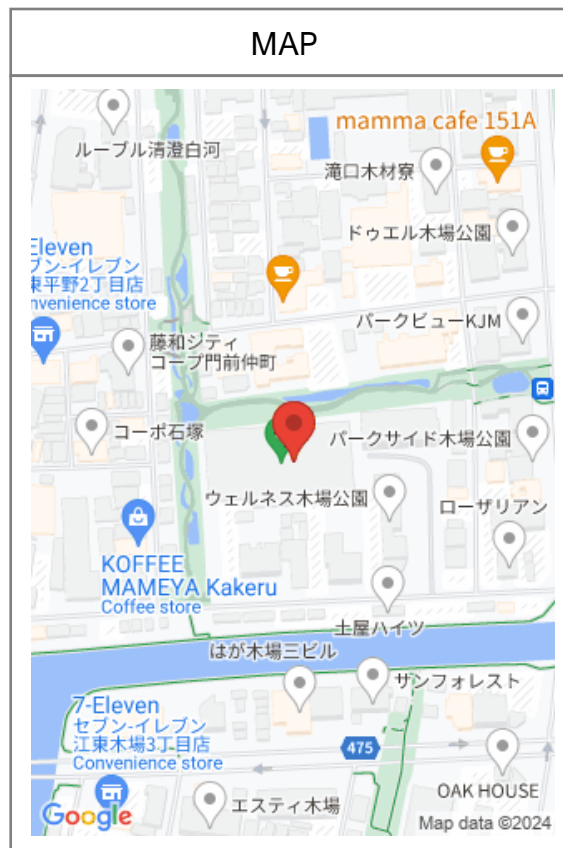 MAP
mamma cafe 151A
ルーブル清澄白河
滝口木材寮
ドゥエル木場公園
Eleven
ブン-イレブン
東平野2丁目店
nvenience store
パークビューKJM
藤和シティ
コープ門前仲町
コーポ石塚
パークサイド木場公園
ウェルネス木場公園
ローザリアン
KOFFEE
MAMEYA Kakeru
Coffee store
土屋ハイツ
はが木場三ビル
サンフォレスト
7-Eleven
セブン-イレブン
江東木場3丁目店
Convenience store
475
OAK HOUSE
エスティ木場
Google
Map data ©2024